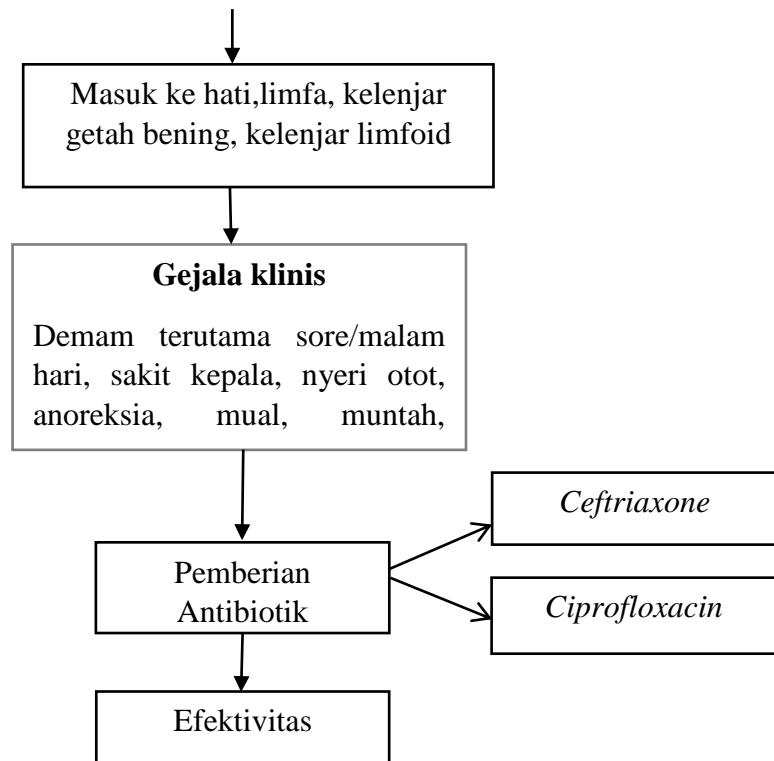 Masuk ke hati,limfa, kelenjar
getah bening, kelenjar limfoid
Gejala klinis
Demam terutama sore/malam
hari, sakit kepala, nyeri otot,
anoreksia, mual, muntah,
Ceftriaxone
Pemberian
Antibiotik
Ciprofloxacin
Efektivitas